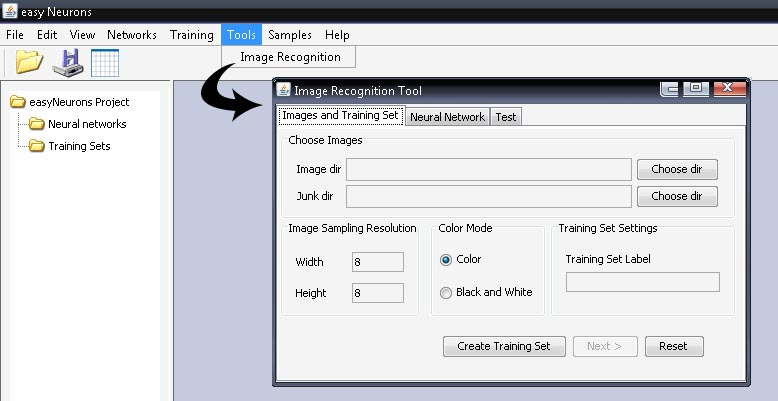 easy Neurons
File Edit View Networks Training Tools Samples Help
Image Recognition
easyNeurons Project
Neural networks
Training Sets
Image Recognition Tool
Images and Training Set Neural Network Test
Choose Images
Image dir Choose dir
Junk dir Choose dir
Image Sampling Resolution Color Mode Training Set Settings
Width 8 Color Training Set Label
Height 8 Black and White
Create Training Set Next > Reset